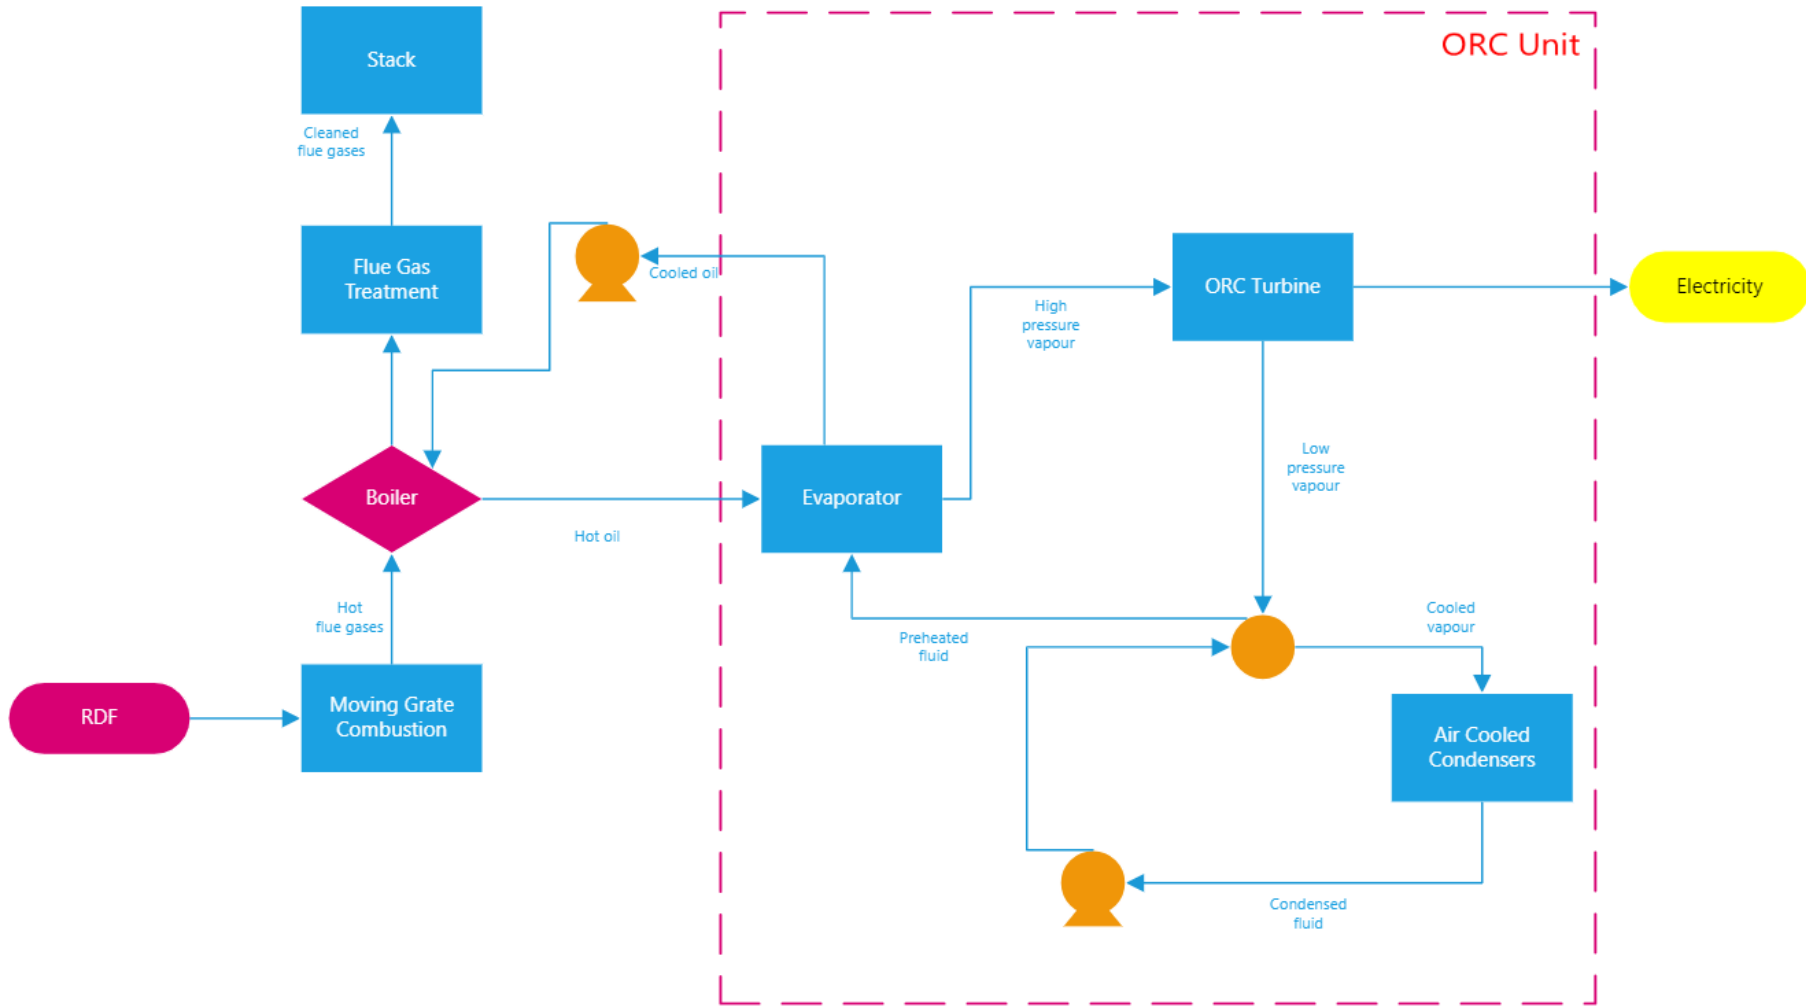 Stack
ORC Unit
Cleaned
flue gases
Flue Gas
Treatment
Cooled oil
ORC Turbine
Electricity
High
pressure
vapour
Low
pressure
vapour
Boiler
Evaporator
Hot oil
Hot
flue gases
Preheated
fluid
Cooled
vapour
RDF
Moving Grate
Combustion
Air Cooled
Condensers
Condensed
fluid